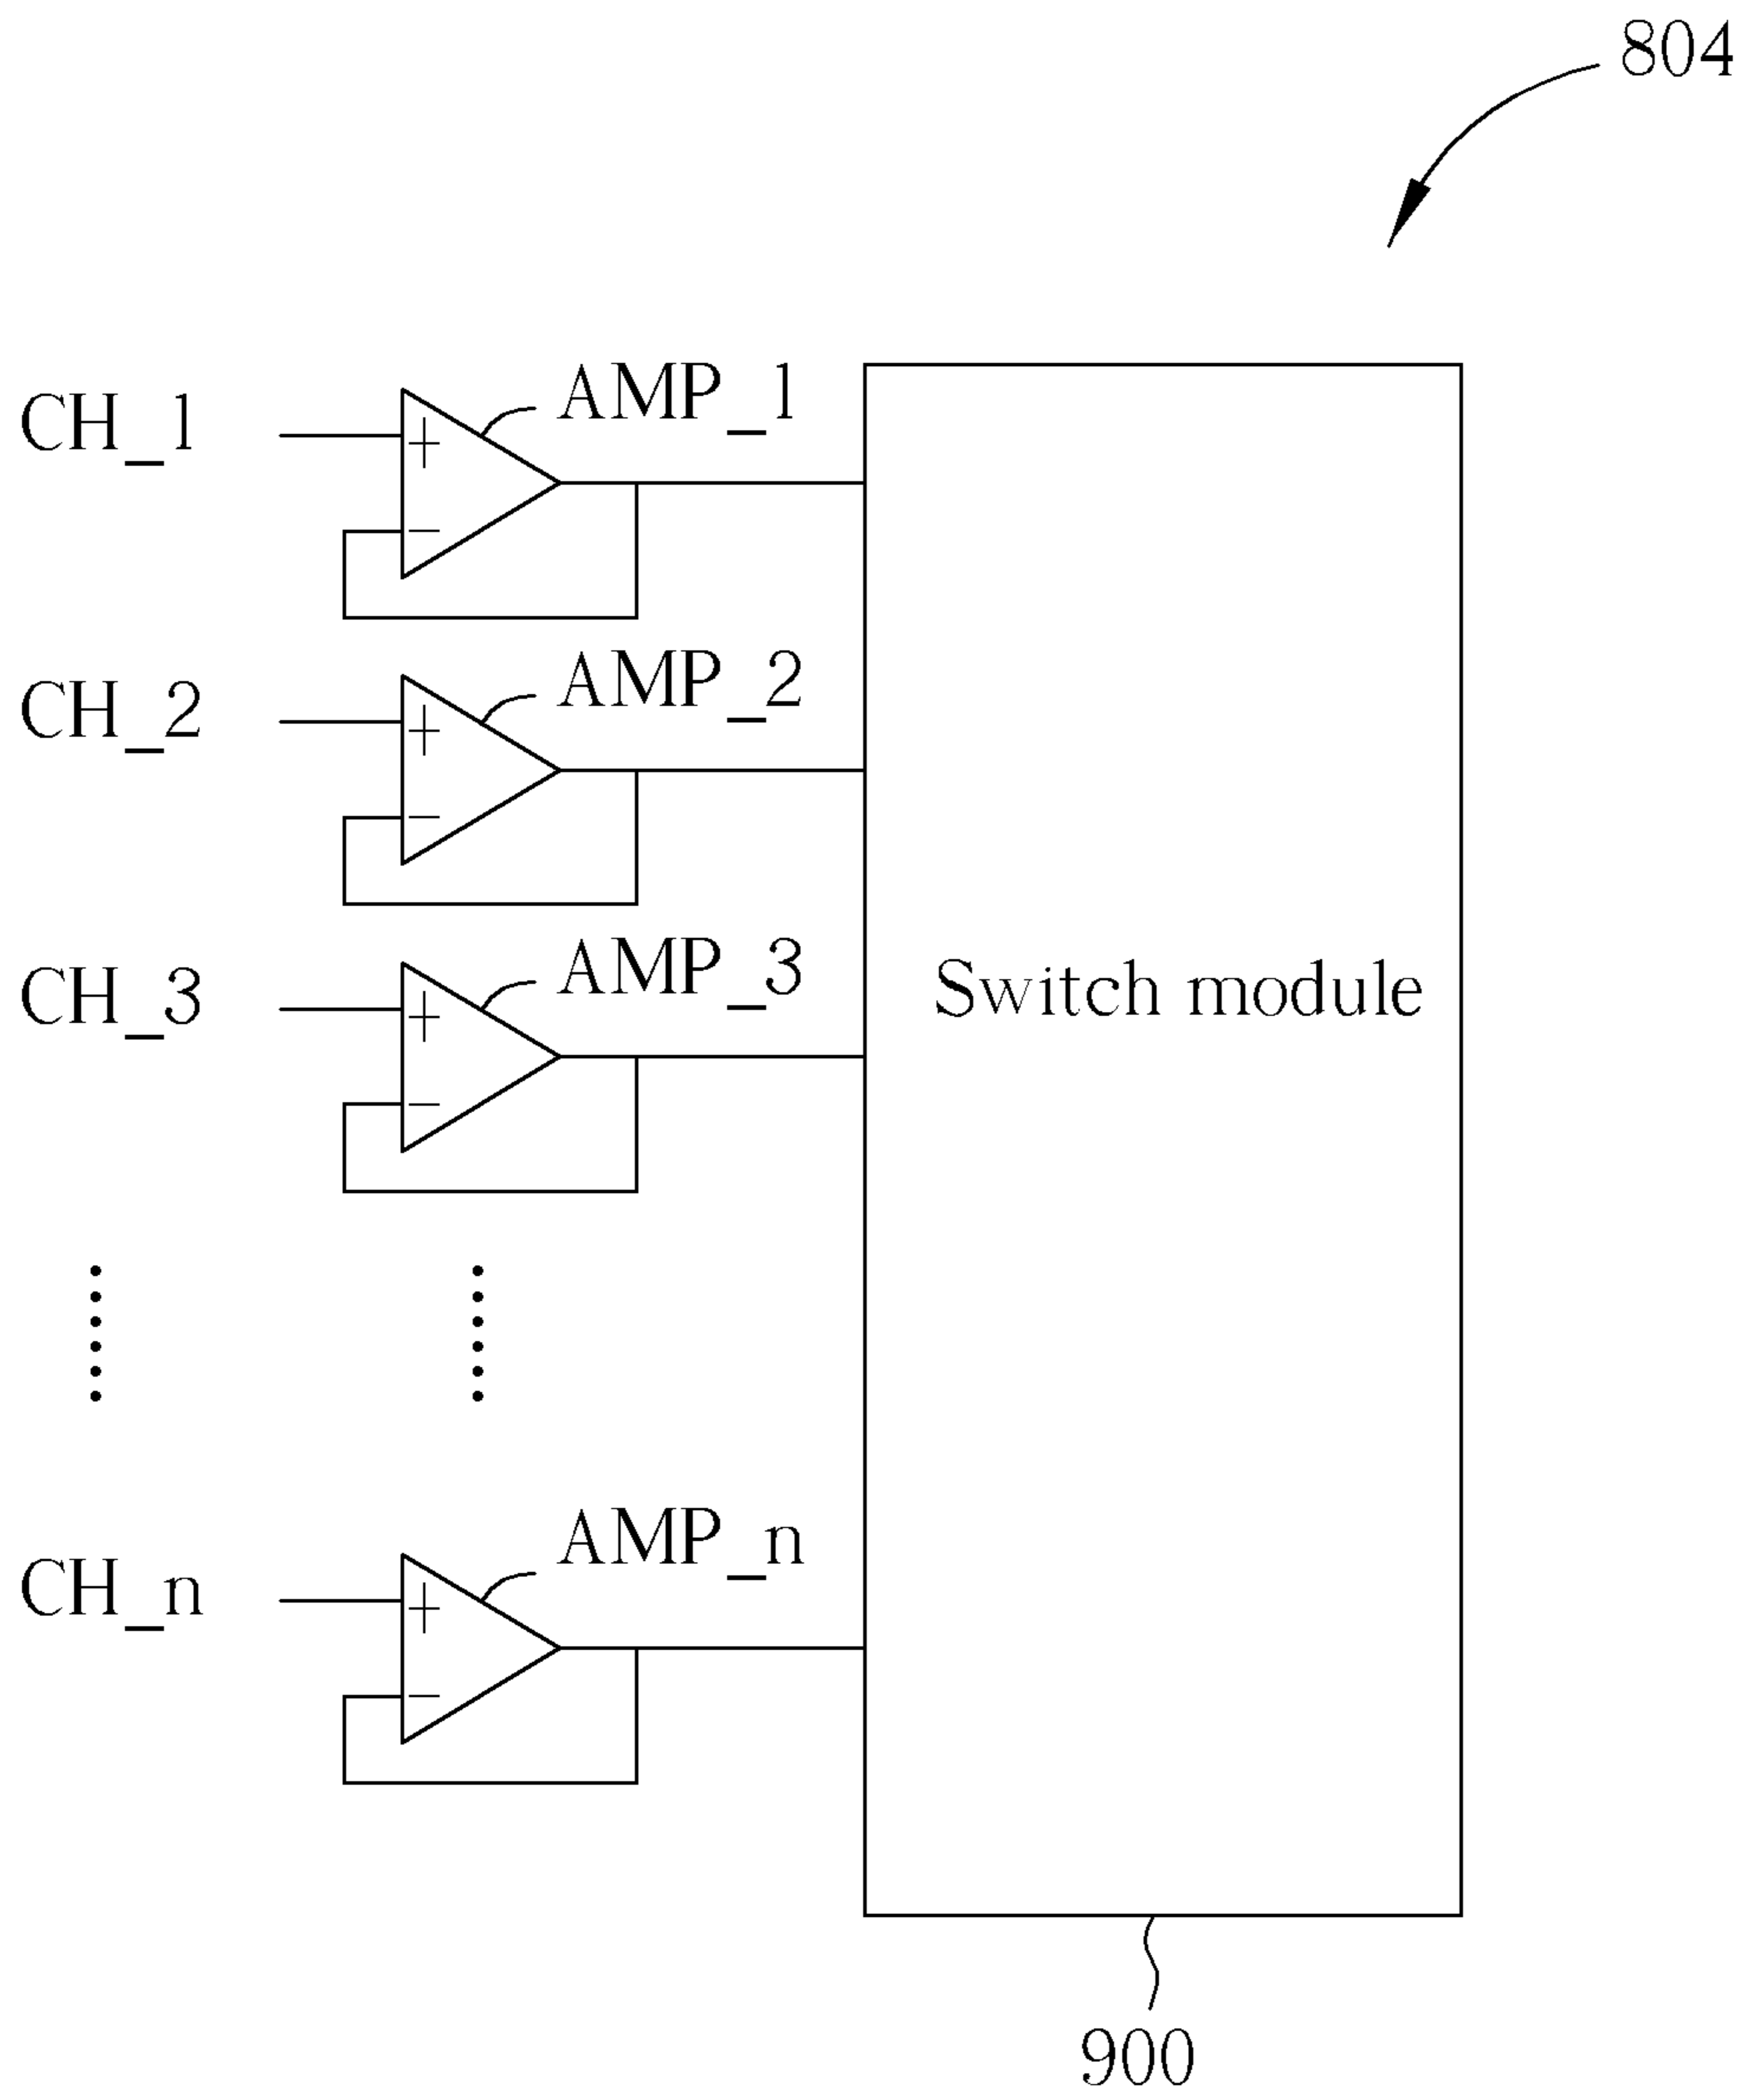 804
CH_1
AMP_1
+
−
CH_2
AMP_2
+
−
CH_3
AMP_3
+
−
Switch module
CH_n
AMP_n
+
−
900